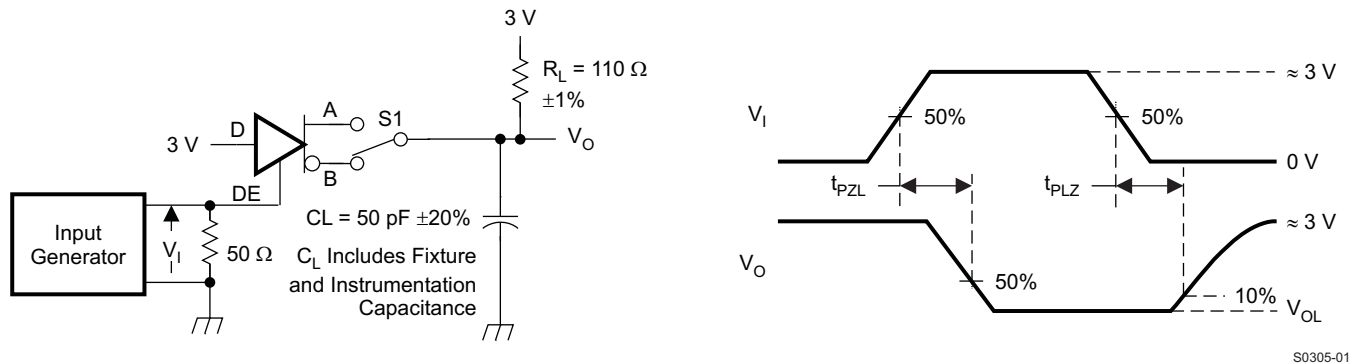 3 V
R_L = 110 Ω
±1%
A
S1
D
3 V
V_O
B
DE
Input
Generator
V_I
50 Ω
CL = 50 pF ±20%
C_L Includes Fixture
and Instrumentation
Capacitance
≈ 3 V
V_I
50%
50%
0 V
t_PZL
t_PLZ
≈ 3 V
V_O
50%
10%
V_OL
S0305-01